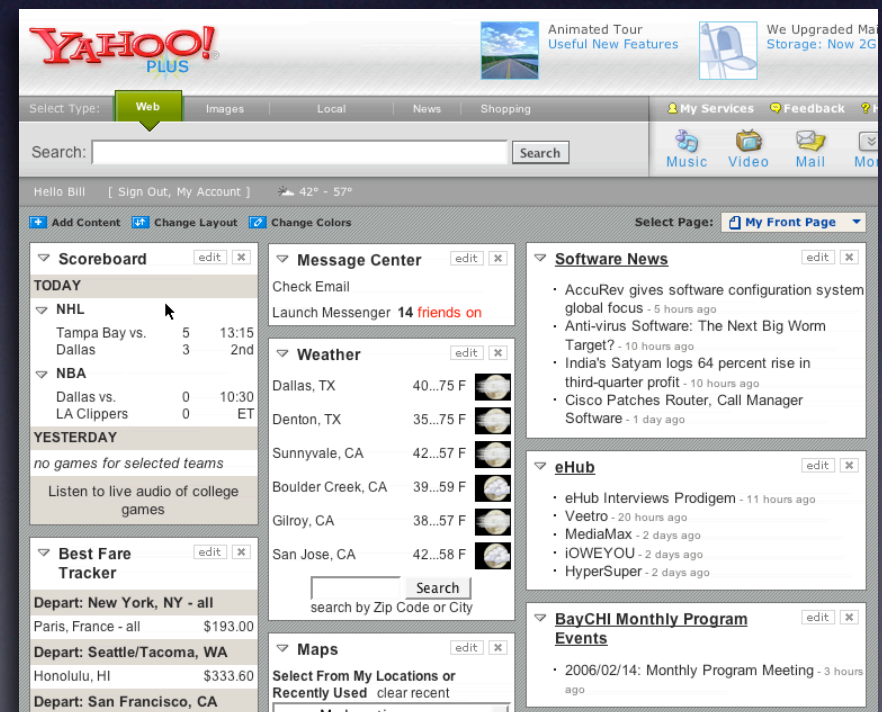 YAHOO!
PLUS
Animated Tour
Useful New Features
We Upgraded
Storage: Now
Select Type:
Web
Images
Local
News
Shopping
My Services
Feedback
Search:
Search
Music
Video
Mail
Hello Bill [ Sign Out, My Account ] 42° - 57°
Add Content
Change Layout
Change Colors
Select Page:
My Front Page
Scoreboard
edit
TODAY
NHL
Tampa Bay vs. 5 13:15
Dallas 3 2nd
NBA
Dallas vs. 0 10:30
LA Clippers 0 ET
YESTERDAY
no games for selected teams
Listen to live audio of college
games
Best Fare
Tracker
edit
Depart: New York, NY - all
Paris, France - all $193.00
Depart: Seattle/Tacoma, WA
Honolulu, HI $333.60
Depart: San Francisco, CA
Message Center
edit
Check Email
Launch Messenger 14 friends on
Weather
edit
Dallas, TX 40...75 F
Denton, TX 35...75 F
Sunnyvale, CA 42...57 F
Boulder Creek, CA 39...59 F
Gilroy, CA 38...57 F
San Jose, CA 42...58 F
Search
search by Zip Code or City
Maps
edit
Select From My Locations or
Recently Used clear recent
Software News
edit
· AccuRev gives software configuration system
global focus - 5 hours ago
· Anti-virus Software: The Next Big Worm
Target? - 10 hours ago
· India's Satyam logs 64 percent rise in
third-quarter profit - 10 hours ago
· Cisco Patches Router, Call Manager
Software - 1 day ago
eHub
edit
· eHub Interviews Prodigem - 11 hours ago
· Veetro - 20 hours ago
· MediaMax - 2 days ago
· iOWEYOU - 2 days ago
· HyperSuper - 2 days ago
BayCHI Monthly Program
Events
edit
· 2006/02/14: Monthly Program Meeting - 3 hours
ago